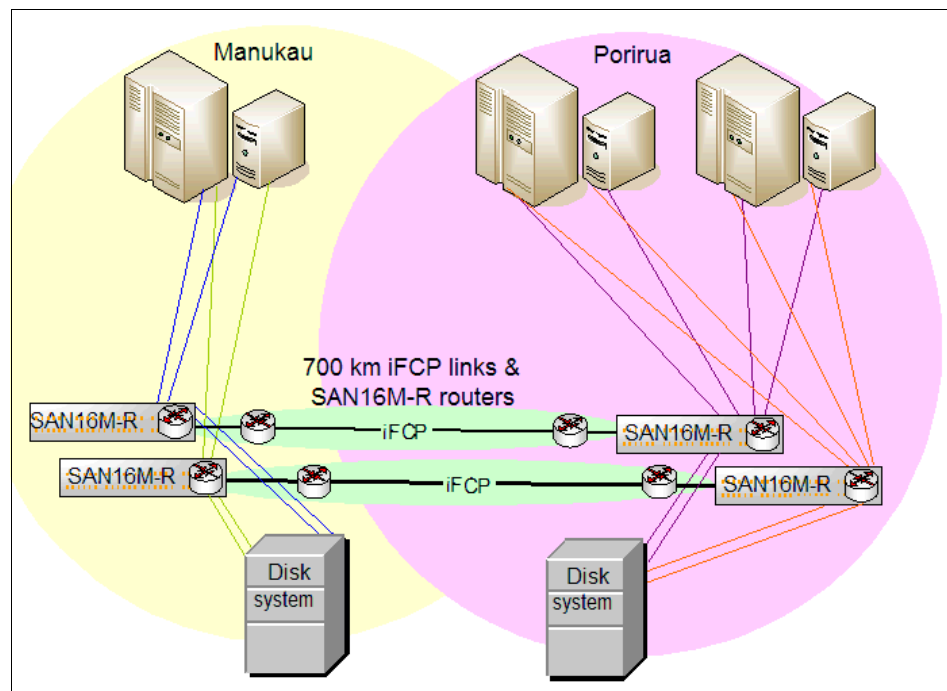 Manukau
Porirua
700 km iFCP links &
SAN16M-R routers
SAN16M-R
iFCP
SAN16M-R
SAN16M-R
iFCP
SAN16M-R
Disk
system
Disk
system